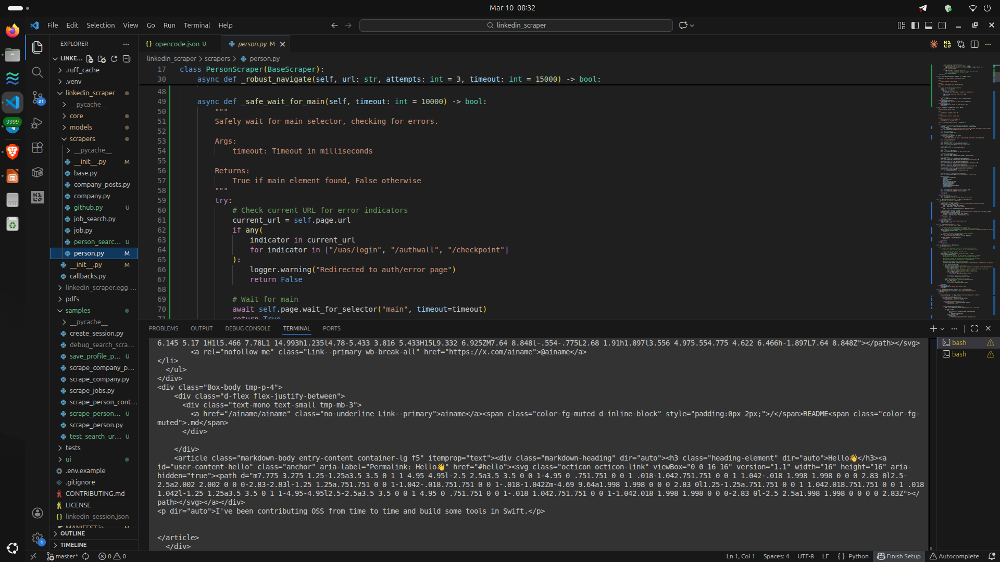 Mar 10 08:32
File Edit Selection View Go Run Terminal Help
linkedin_scraper
9999
21
1
SSD
EXPLORER
LINKE...
.ruff_cache
.venv
linkedin_scraper
__pycache__
core
models
scrapers
__pycache__
__init__.py M
base.py
company_posts.py
company.py
github.py U
job_search.py
job.py
person_searc... U
person.py M
__init__.py M
callbacks.py
linkedin_scraper.egg-...
pdfs
samples
__pycache__
create_session.py
debug_search_scra...
save_profile_p... U
scrape_company_p...
scrape_company.py
scrape_jobs.py
scrape_person_cont...
scrape_person... U
scrape_person.py
test_search_ur... U
tests
ui
.env.example
.gitignore
CONTRIBUTING.md
LICENSE
linkedin_session.json
OUTLINE
TIMELINE
opencode.json U
person.py M
linkedin_scraper > scrapers > person.py
17 class PersonScraper(BaseScraper):
30 async def _robust_navigate(self, url: str, attempts: int = 3, timeout: int = 15000) -> bool:
48
49 async def _safe_wait_for_main(self, timeout: int = 10000) -> bool:
50 """
51 Safely wait for main selector, checking for errors.
52
53 Args:
54 timeout: Timeout in milliseconds
55
56 Returns:
57 True if main element found, False otherwise
58 """
59 try:
60 # Check current URL for error indicators
61 current_url = self.page.url
62 if any(
63 indicator in current_url
64 for indicator in ["/uas/login", "/authwall", "/checkpoint"]
65 ):
66 logger.warning("Redirected to auth/error page")
67 return False
68
69 # Wait for main
70 await self.page.wait_for_selector("main", timeout=timeout)
71 return True
PROBLEMS OUTPUT DEBUG CONSOLE TERMINAL PORTS
6.145 5.17 1H1l5.466 7.78L1 14.993h1.235l4.78-5.433 3.816 5.433H15L9.332 6.925ZM7.64 8.848l-.554-.775L2.68 1.91h1.897l3.556 4.975.554.775 4.622 6.466h-1.897L7.64 8.848Z"></path></svg>
<a rel="nofollow me" class="Link--primary wb-break-all" href="https://x.com/ainame">@ainame</a>
</li>
</ul>
</div>
<div class="Box-body tmp-p-4">
<div class="d-flex flex-justify-between">
<div class="text-mono text-small tmp-mb-3">
<a href="/ainame/ainame" class="no-underline Link--primary">ainame</a><span class="color-fg-muted d-inline-block" style="padding:0px 2px;">/</span>README<span class="color-fg-
muted">.md</span>
</div>
</div>
<article class="markdown-body entry-content container-lg f5" itemprop="text"><div class="markdown-heading" dir="auto"><h3 class="heading-element" dir="auto">Hello👋</h3><a
id="user-content-hello" class="anchor" aria-label="Permalink: Hello👋" href="#hello"><svg class="octicon octicon-link" viewBox="0 0 16 16" version="1.1" width="16" height="16" aria-
hidden="true"><path d="m7.775 3.275 1.25-1.25a3.5 3.5 0 1 1 4.95 4.95l-2.5 2.5a3.5 3.5 0 0 1-4.95 0 .751.751 0 0 1 .018-1.042.751.751 0 0 1 1.042-.018 1.998 1.998 0 0 0 2.83 0l2.5-
2.5a2.002 2.002 0 0 0-2.83-2.83l-1.25 1.25a.751.751 0 0 1-1.042-.018.751.751 0 0 1-.018-1.042Zm-4.69 9.64a1.998 1.998 0 0 0 2.83 0l1.25-1.25a.751.751 0 0 1 1.042.018.751.751 0 0 1 .018
1.042l-1.25 1.25a3.5 3.5 0 1 1-4.95-4.95l2.5-2.5a3.5 3.5 0 0 1 4.95 0 .751.751 0 0 1-.018 1.042.751.751 0 0 1-1.042.018 1.998 1.998 0 0 0-2.83 0l-2.5 2.5a1.998 1.998 0 0 0 0 2.83Z"></
path></svg></a></div>
<p dir="auto">I've been contributing OSS from time to time and build some tools in Swift.</p>
</article>
</div>
bash
bash
master* 0 0
Ln 1, Col 1 Spaces: 4 UTF-8 LF { } Python Finish Setup Autocomplete